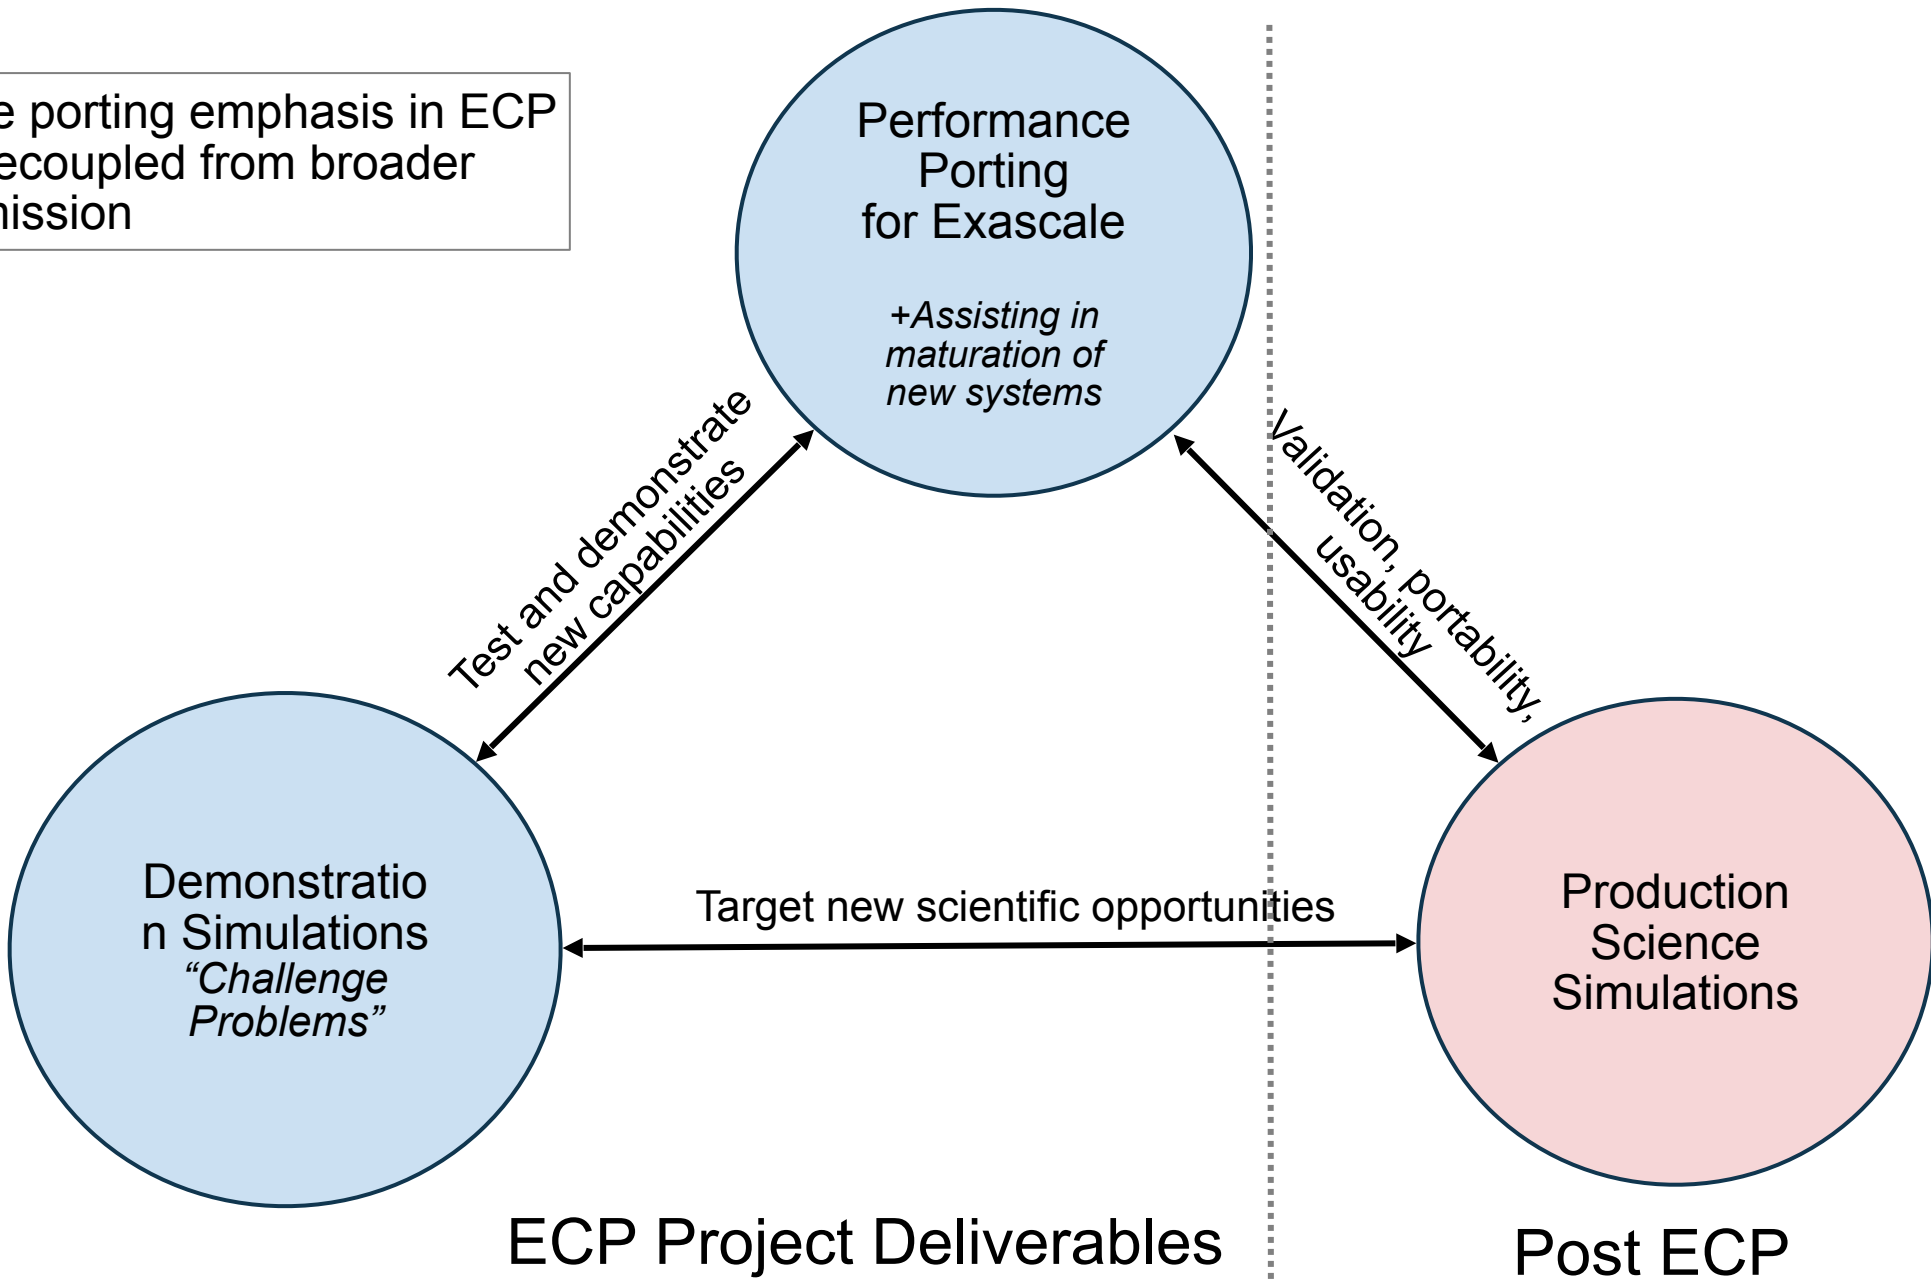 e porting emphasis in ECP
ecoupled from broader
ission
Performance
Porting
for Exascale
+Assisting in
maturation of
new systems
Test and demonstrate
new capabilities
Validation, portability,
usability
Demonstratio
n Simulations
“Challenge
Problems”
Target new scientific opportunities
Production
Science
Simulations
ECP Project Deliverables
Post ECP